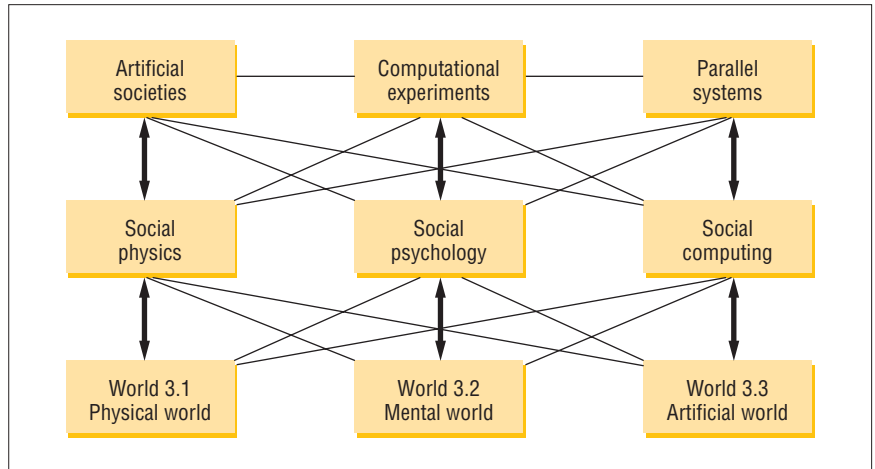 Artificial
societies
Computational
experiments
Parallel
systems
Social
physics
Social
psychology
Social
computing
World 3.1
Physical world
World 3.2
Mental world
World 3.3
Artificial world